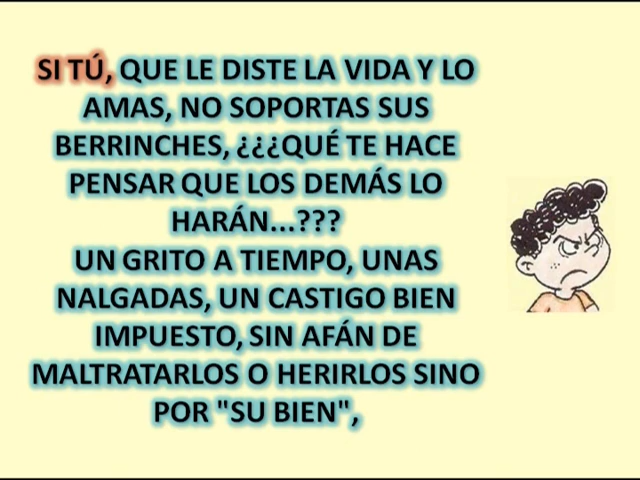 SI TÚ, QUE LE DISTE LA VIDA Y LO
AMAS, NO SOPORTAS SUS
BERRINCHES, ¿¿¿QUÉ TE HACE
PENSAR QUE LOS DEMÁS LO
HARÁN...???
UN GRITO A TIEMPO, UNAS
NALGADAS, UN CASTIGO BIEN
IMPUESTO, SIN AFÁN DE
MALTRATARLOS O HERIRLOS SINO
POR "SU BIEN",